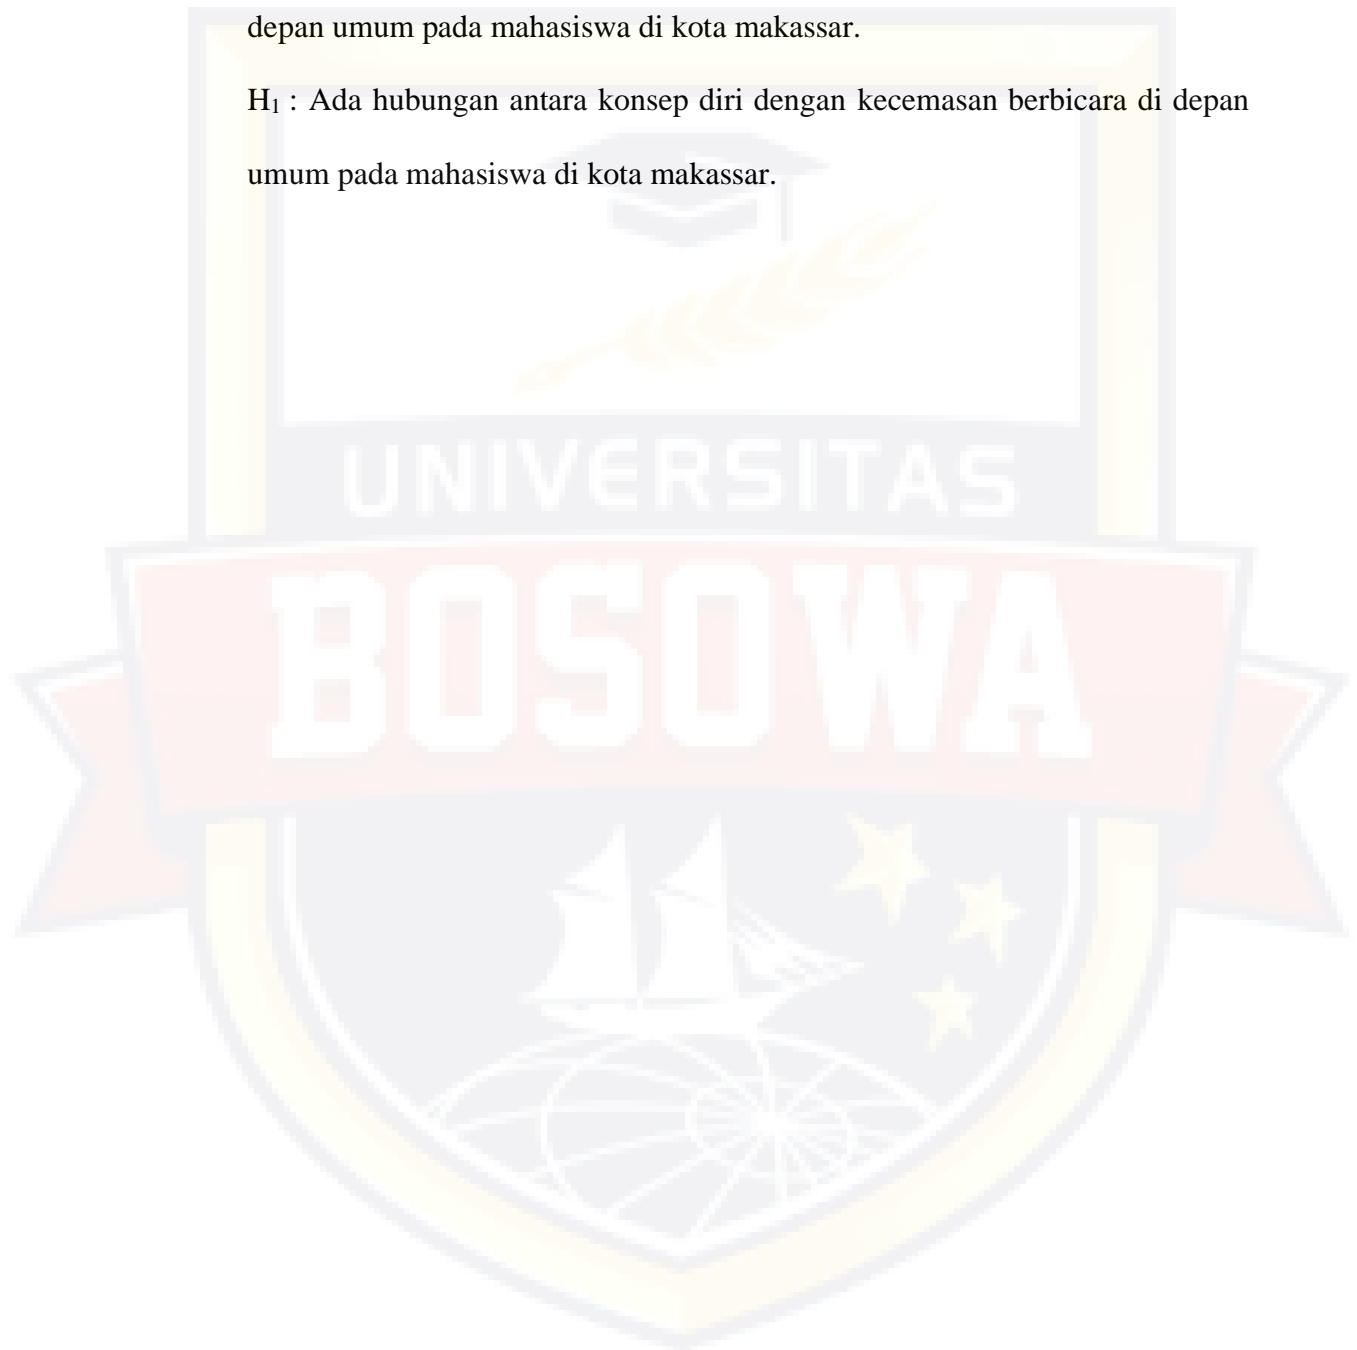 depan umum pada mahasiswa di kota makassar.
H₁ : Ada hubungan antara konsep diri dengan kecemasan berbicara di depan
umum pada mahasiswa di kota makassar.
UNIVERSITAS
BOSOWA